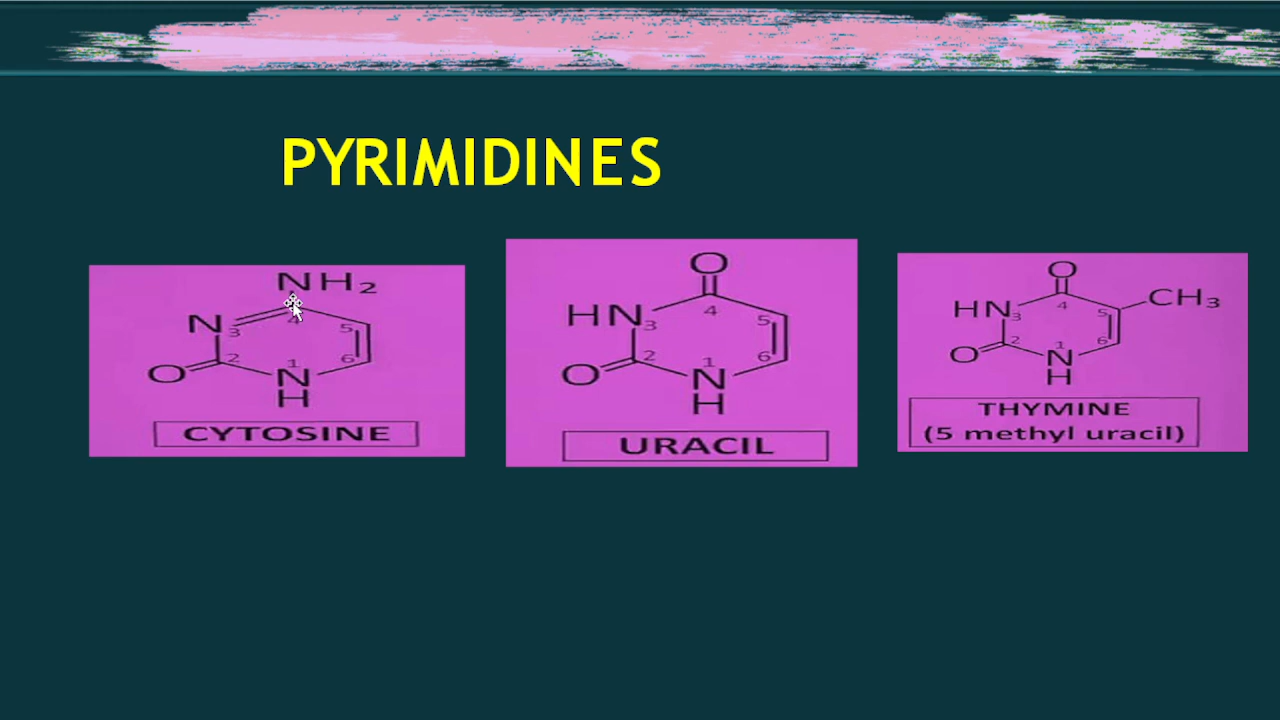 PYRIMIDINES
NH2
N 3 4 5
O 2 1 6
N
H
CYTOSINE
O
HN 3 4 5
O 2 1 6
N
H
URACIL
O
HN 3 4 5 CH3
O 2 1 6
N
H
THYMINE
(5 methyl uracil)